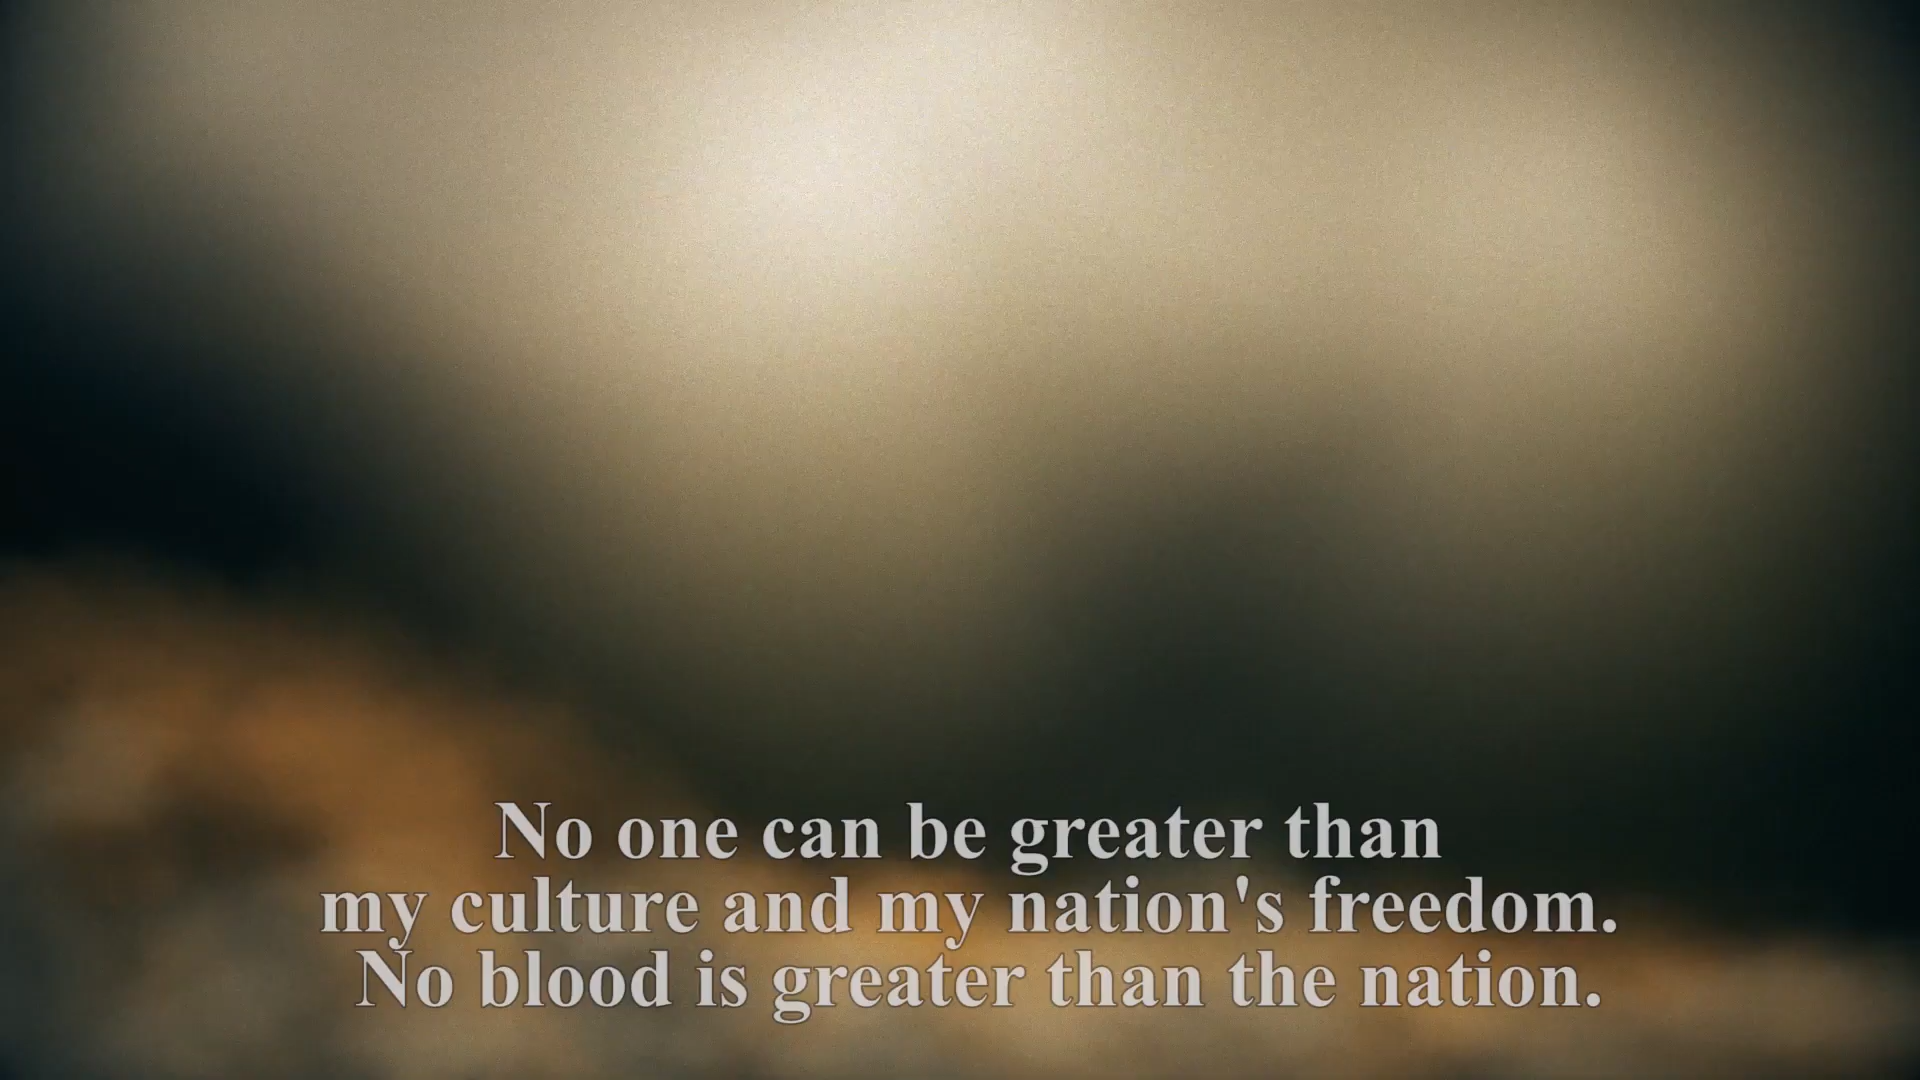 No one can be greater than
my culture and my nation's freedom.
No blood is greater than the nation.